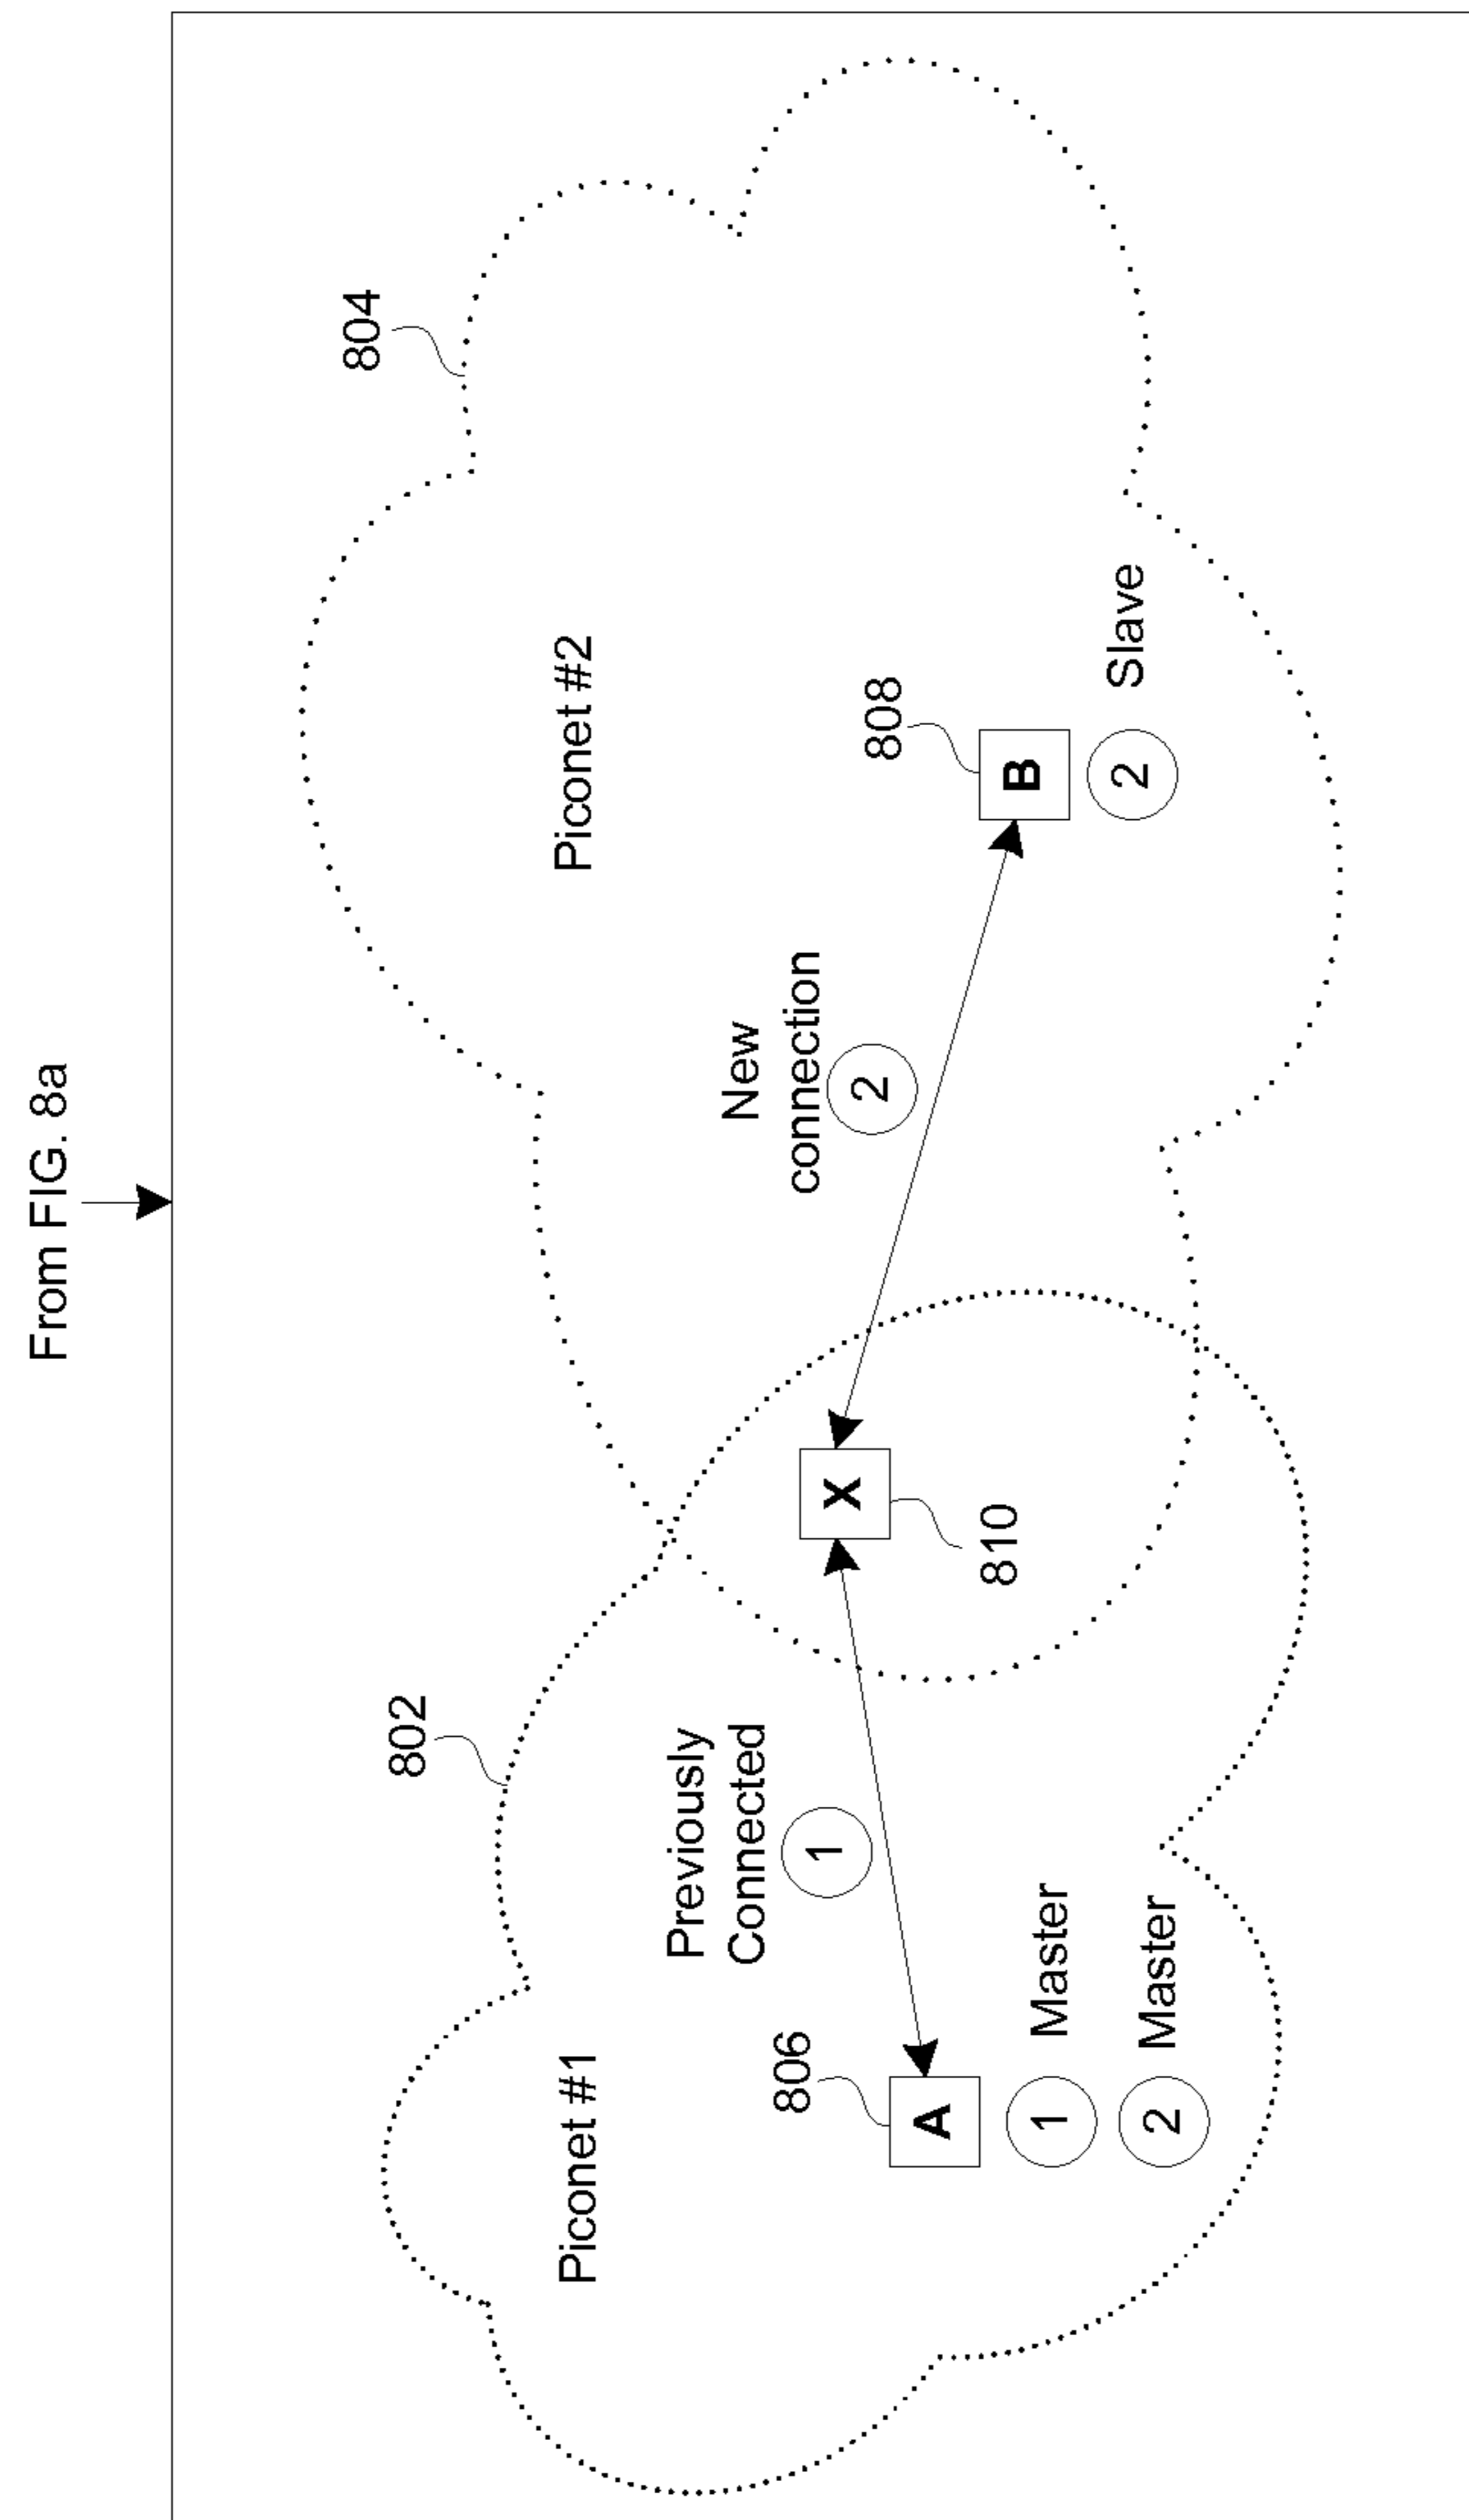 From FIG. 8a
804
Piconet #2
808
B
2
Slave
New
connection
2
X
810
802
Previously
Connected
1
Piconet #1
806
A
1
Master
2
Master